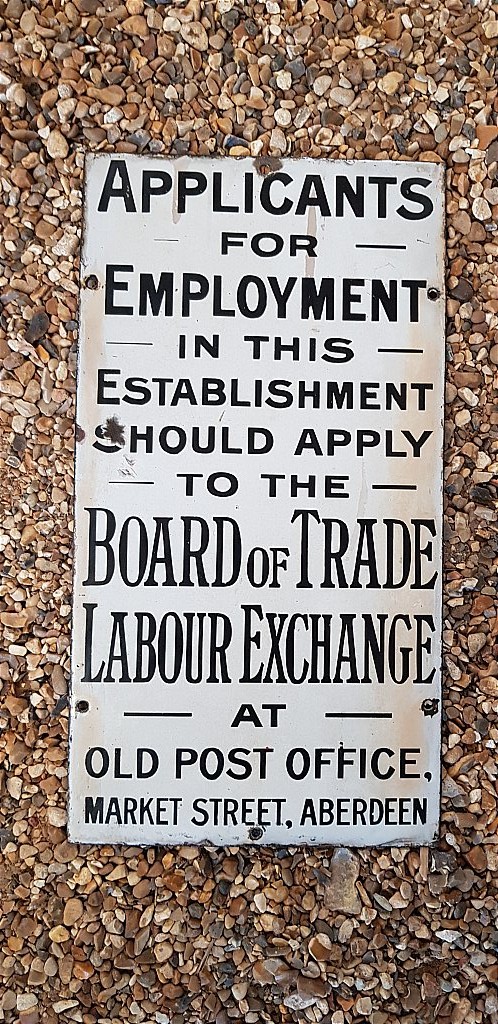 APPLICANTS
FOR
EMPLOYMENT
IN THIS
ESTABLISHMENT
SHOULD APPLY
TO THE
BOARD OF TRADE
LABOUR EXCHANGE
AT
OLD POST OFFICE,
MARKET STREET, ABERDEEN